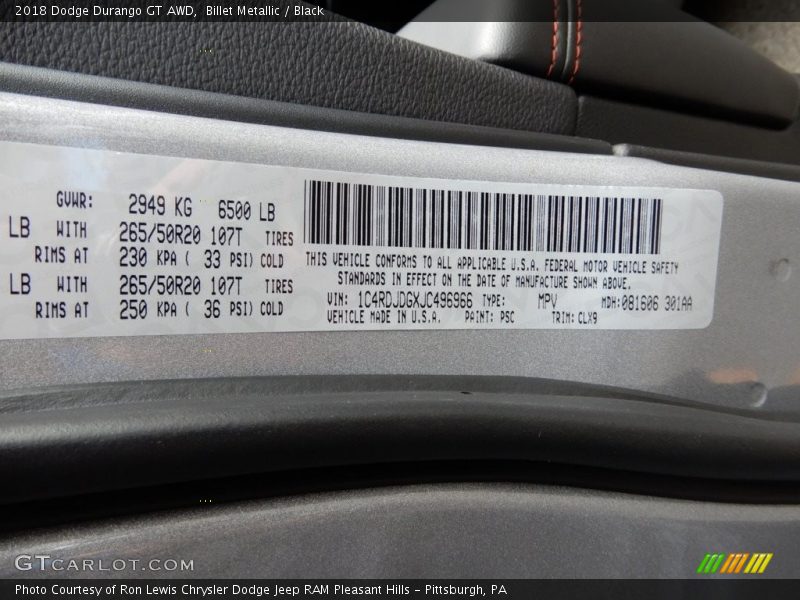 2018 Dodge Durango GT AWD, Billet Metallic / Black
GVWR: 2949 KG 6500 LB
LB WITH 265/50R20 107T TIRES
RIMS AT 230 KPA ( 33 PSI) COLD
LB WITH 265/50R20 107T TIRES
RIMS AT 250 KPA ( 36 PSI) COLD
THIS VEHICLE CONFORMS TO ALL APPLICABLE U.S.A. FEDERAL MOTOR VEHICLE SAFETY
STANDARDS IN EFFECT ON THE DATE OF MANUFACTURE SHOWN ABOVE.
VIN: 1C4RDJDGXJC496966 TYPE: MPV MDH:081606 301AA
VEHICLE MADE IN U.S.A. PAINT: PSC TRIM: CLX9
GTCARLOT.COM
Photo Courtesy of Ron Lewis Chrysler Dodge Jeep RAM Pleasant Hills - Pittsburgh, PA